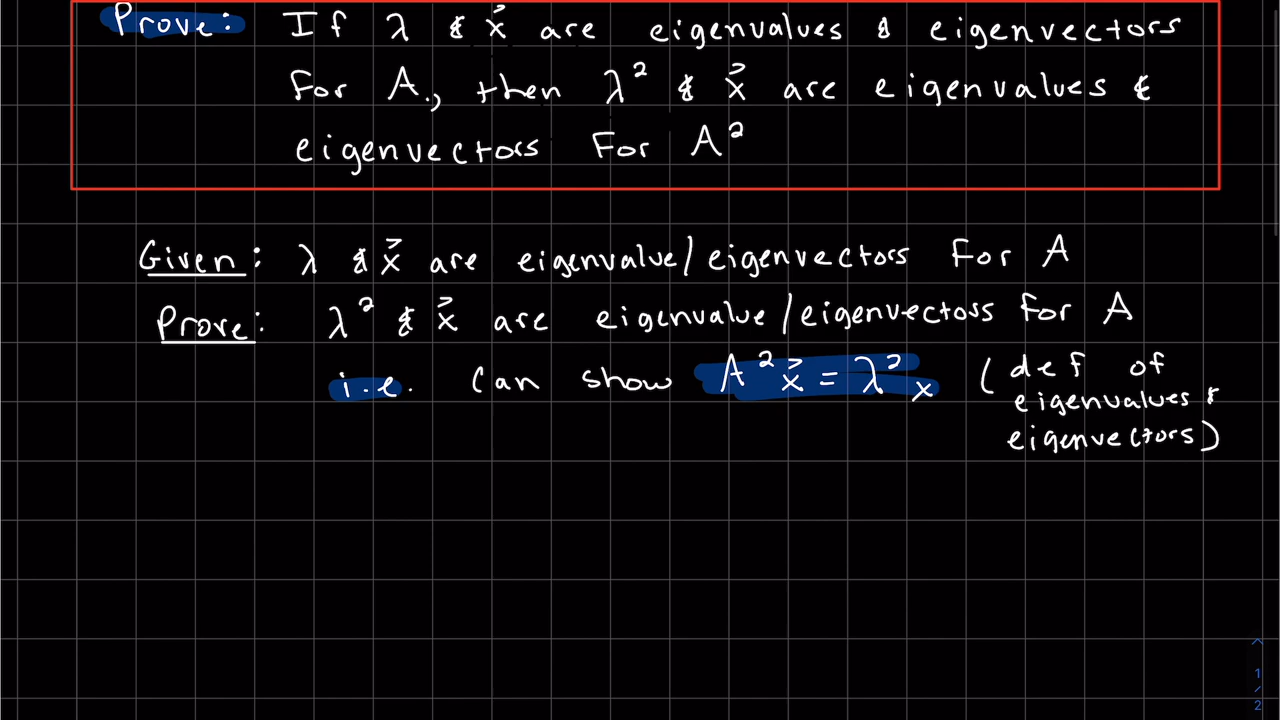 Prove: If λ & x⃗ are eigenvalues & eigenvectors
for A., then λ² & x⃗ are eigenvalues &
eigenvectors for A²
Given: λ & x⃗ are eigenvalue/eigenvectors for A
Prove: λ² & x⃗ are eigenvalue/eigenvectors for A
i.e. Can show A²x⃗ = λ²x (def of
eigenvalues &
eigenvectors)
1
/
2